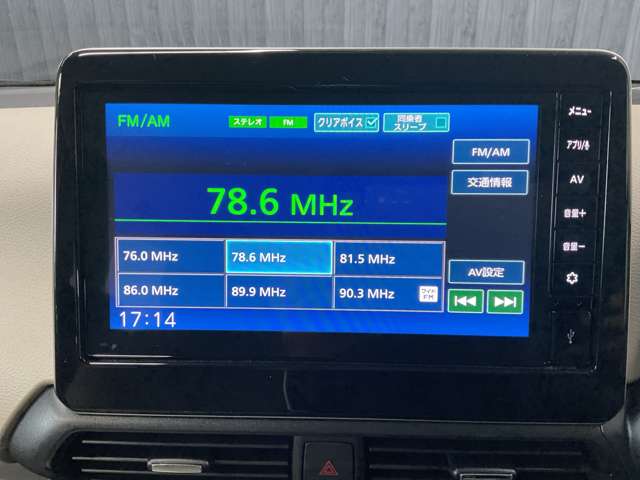 FM/AM ステレオ FM クリアボイス 同乗者スリープ
FM/AM
交通情報
78.6 MHz
76.0 MHz 78.6 MHz 81.5 MHz
86.0 MHz 89.9 MHz 90.3 MHz ワイドFM
AV設定
17:14
メニュー
アプリ/
AV
音量+
音量-